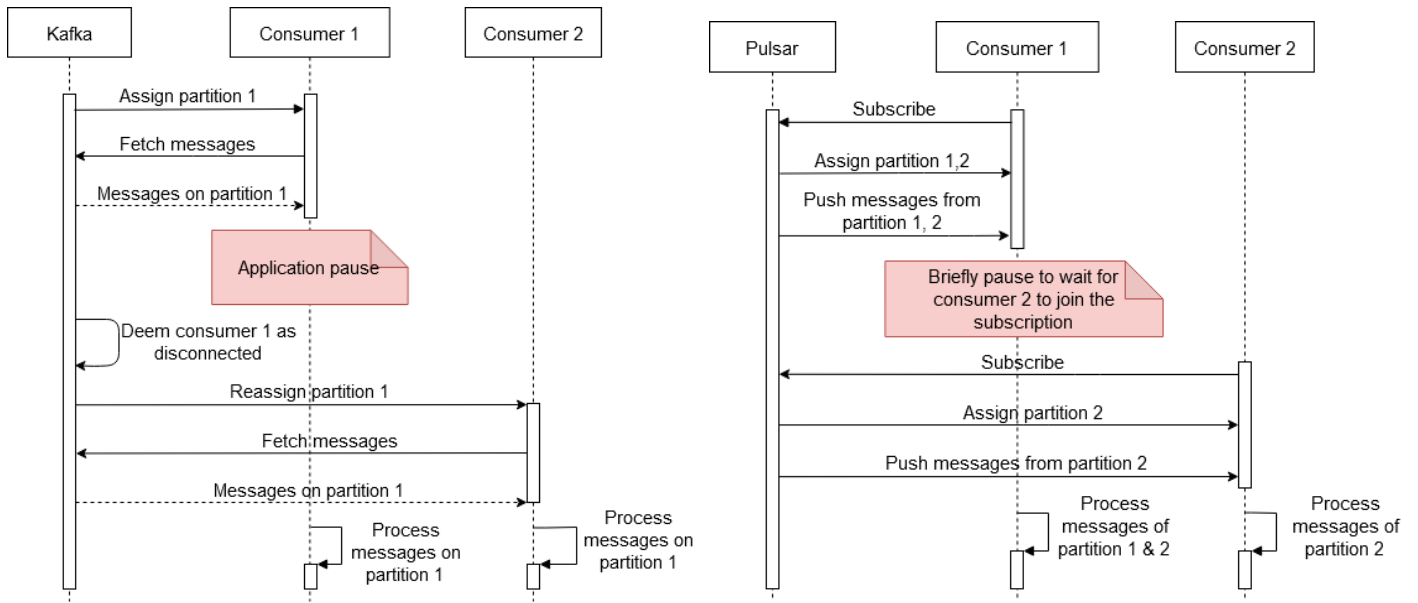 Kafka
Consumer 1
Consumer 2
Assign partition 1
Fetch messages
Messages on partition 1
Application pause
Deem consumer 1 as
disconnected
Reassign partition 1
Fetch messages
Messages on partition 1
Process
messages on
partition 1
Process
messages on
partition 1
Pulsar
Consumer 1
Consumer 2
Subscribe
Assign partition 1,2
Push messages from
partition 1, 2
Briefly pause to wait for
consumer 2 to join the
subscription
Subscribe
Assign partition 2
Push messages from partition 2
Process
messages of
partition 1 & 2
Process
messages of
partition 2